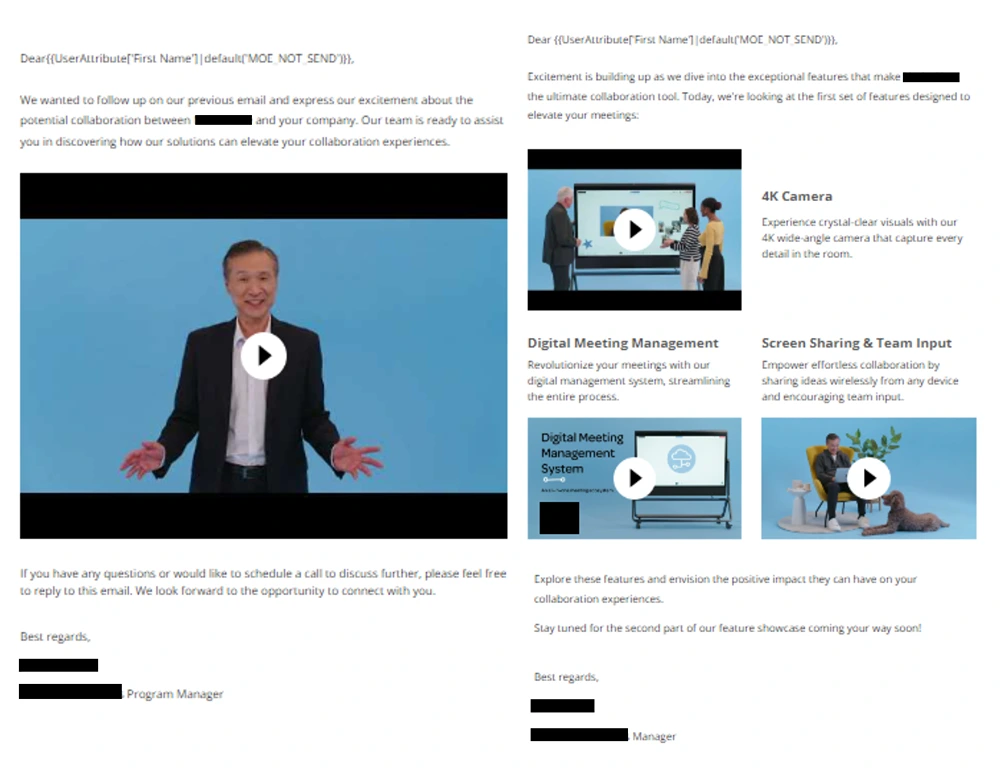 Dear{{UserAttribute['First Name']|default('MOE_NOT_SEND')}},
We wanted to follow up on our previous email and express our excitement about the
potential collaboration between and your company. Our team is ready to assist
you in discovering how our solutions can elevate your collaboration experiences.
If you have any questions or would like to schedule a call to discuss further, please feel free
to reply to this email. We look forward to the opportunity to connect with you.
Best regards,
, Program Manager
Dear {{UserAttribute['First Name']|default('MOE_NOT_SEND')}},
Excitement is building up as we dive into the exceptional features that make
the ultimate collaboration tool. Today, we're looking at the first set of features designed to
elevate your meetings:
4K Camera
Experience crystal-clear visuals with our
4K wide-angle camera that capture every
detail in the room.
Digital Meeting Management
Revolutionize your meetings with our
digital management system, streamlining
the entire process.
Screen Sharing & Team Input
Empower effortless collaboration by
sharing ideas wirelessly from any device
and encouraging team input.
Digital Meeting
Management
System
Explore these features and envision the positive impact they can have on your
collaboration experiences.
Stay tuned for the second part of our feature showcase coming your way soon!
Best regards,
, Manager